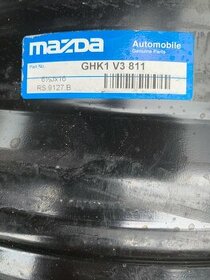 mazda
Automobile
Genuine Parts
Part No.
GHK1 V3 811
6½Jx16
RS 9127 B